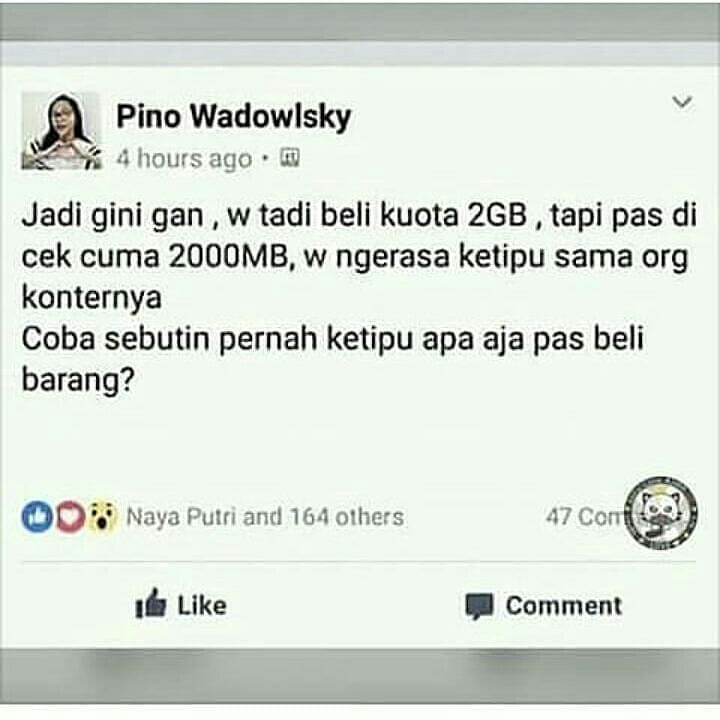 Pino Wadowlsky
4 hours ago
Jadi gini gan , w tadi beli kuota 2GB , tapi pas di
cek cuma 2000MB, w ngerasa ketipu sama org
konternya
Coba sebutin pernah ketipu apa aja pas beli
barang?
Naya Putri and 164 others
47 Com
Like
Comment